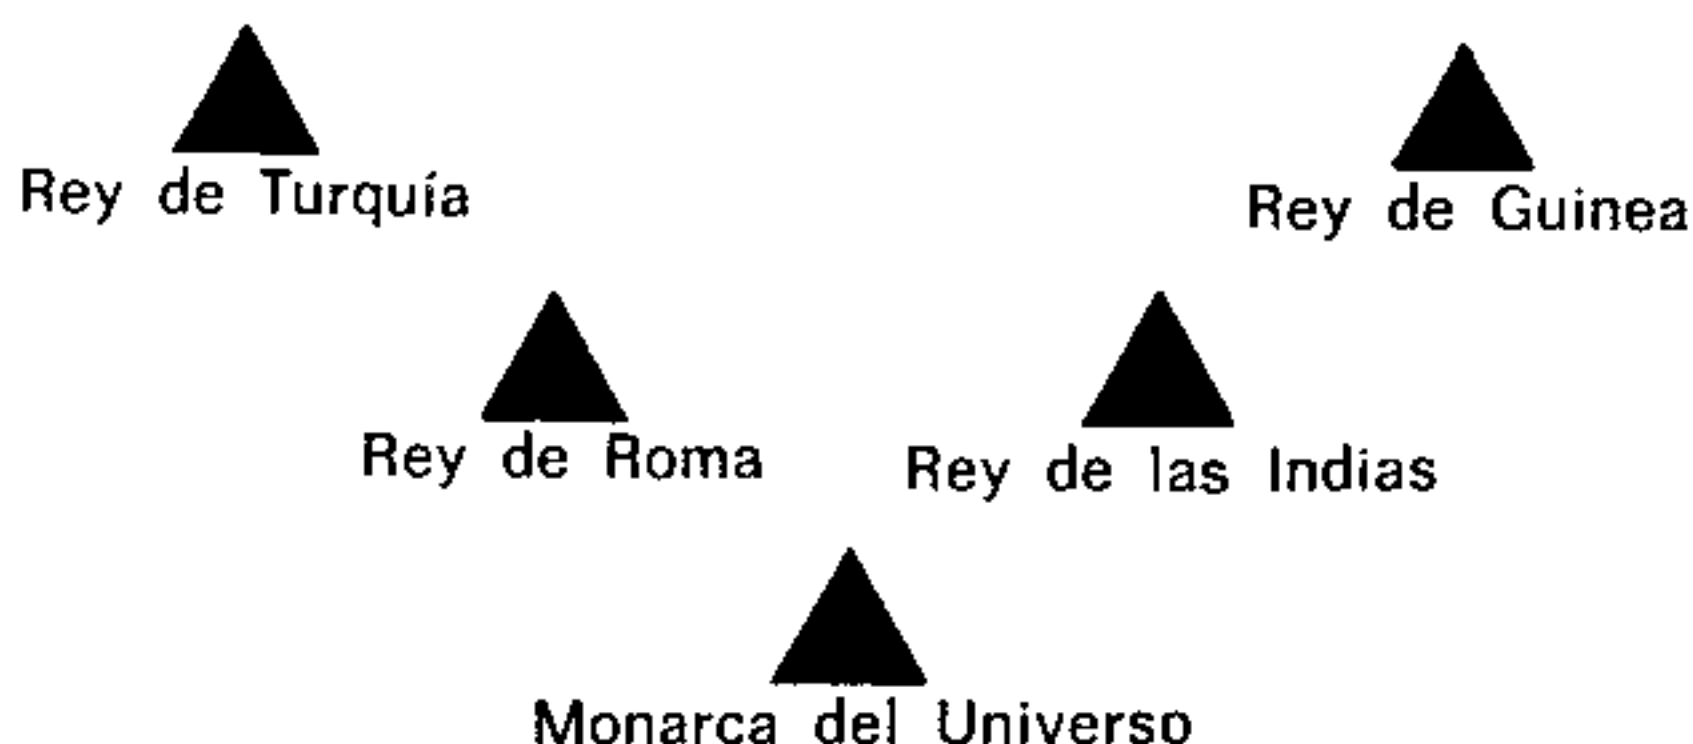 Rey de Turquía
Rey de Guinea
Rey de Roma
Rey de las Indias
Monarca del Universo